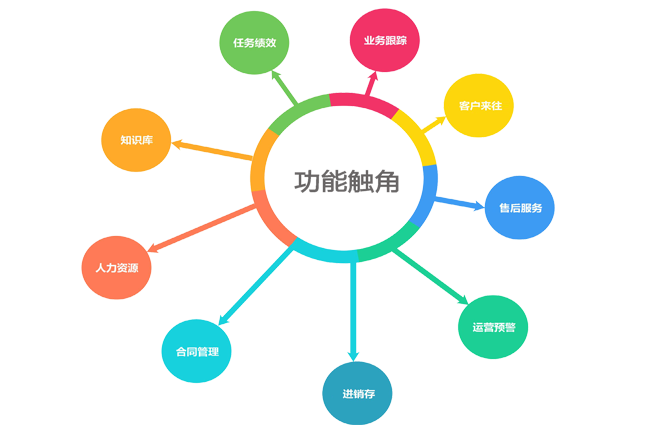 任务绩效
业务跟踪
客户来往
知识库
功能触角
售后服务
人力资源
运营预警
合同管理
进销存